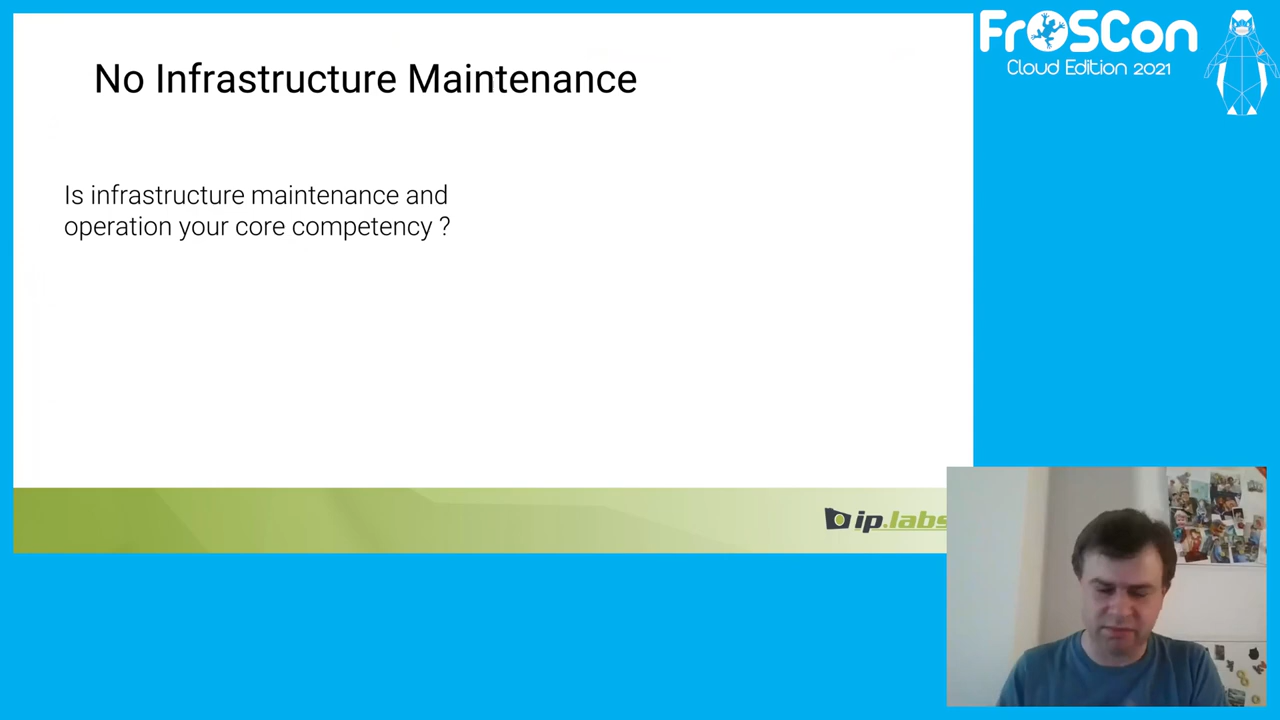 FrOSCon
Cloud Edition 2021
No Infrastructure Maintenance
Is infrastructure maintenance and
operation your core competency ?
ip.labs